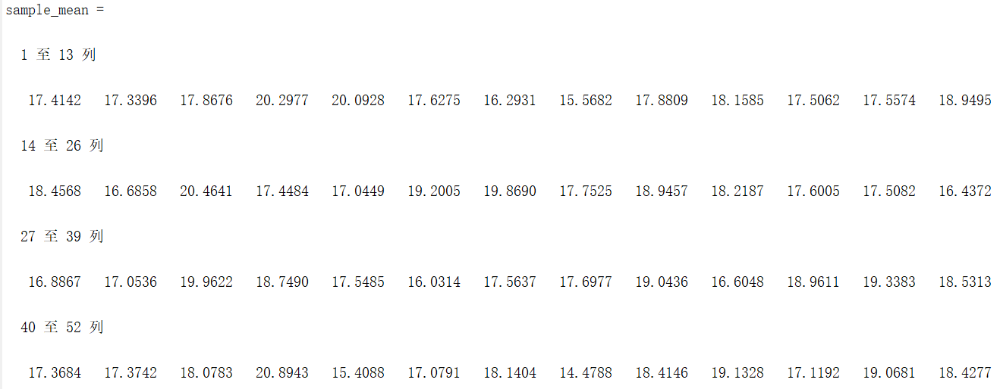 sample_mean =
1 至 13 列
17.4142 17.3396 17.8676 20.2977 20.0928 17.6275 16.2931 15.5682 17.8809 18.1585 17.5062 17.5574 18.9495
14 至 26 列
18.4568 16.6858 20.4641 17.4484 17.0449 19.2005 19.8690 17.7525 18.9457 18.2187 17.6005 17.5082 16.4372
27 至 39 列
16.8867 17.0536 19.9622 18.7490 17.5485 16.0314 17.5637 17.6977 19.0436 16.6048 18.9611 19.3383 18.5313
40 至 52 列
17.3684 17.3742 18.0783 20.8943 15.4088 17.0791 18.1404 14.4788 18.4146 19.1328 17.1192 19.0681 18.4277